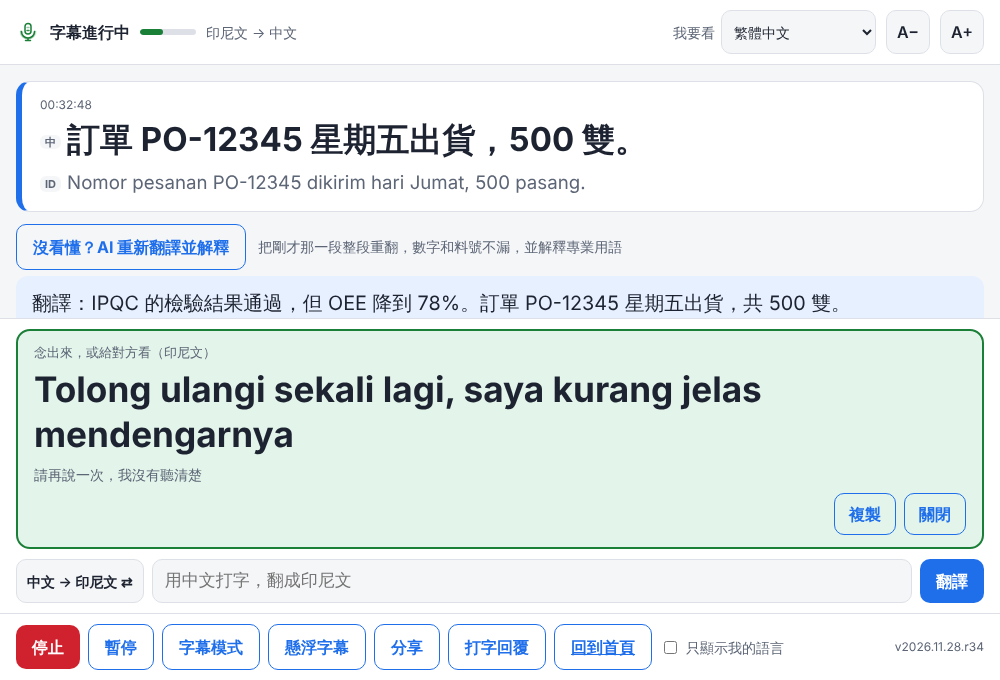 字幕進行中 印尼文 → 中文 我要看 繁體中文 A− A+
00:32:48
中 訂單 PO-12345 星期五出貨，500 雙。
ID Nomor pesanan PO-12345 dikirim hari Jumat, 500 pasang.
沒看懂？AI 重新翻譯並解釋 把剛才那一段整段重翻，數字和料號不漏，並解釋專業用語
翻譯：IPQC 的檢驗結果通過，但 OEE 降到 78%。訂單 PO-12345 星期五出貨，共 500 雙。
念出來，或給對方看（印尼文）
Tolong ulangi sekali lagi, saya kurang jelas
mendengarnya
請再說一次，我沒有聽清楚
複製 關閉
中文 → 印尼文 ⇄ 用中文打字，翻成印尼文 翻譯
停止 暫停 字幕模式 懸浮字幕 分享 打字回覆 回到首頁 只顯示我的語言 v2026.11.28.r34